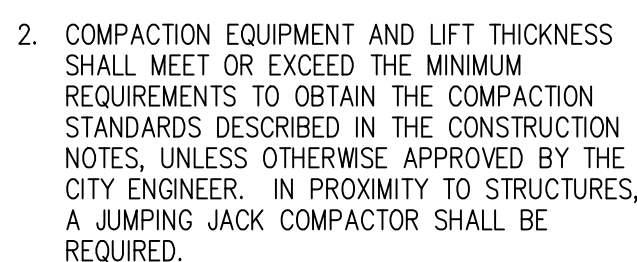 2. COMPACTION EQUIPMENT AND LIFT THICKNESS
SHALL MEET OR EXCEED THE MINIMUM
REQUIREMENTS TO OBTAIN THE COMPACTION
STANDARDS DESCRIBED IN THE CONSTRUCTION
NOTES, UNLESS OTHERWISE APPROVED BY THE
CITY ENGINEER. IN PROXIMITY TO STRUCTURES,
A JUMPING JACK COMPACTOR SHALL BE
REQUIRED.